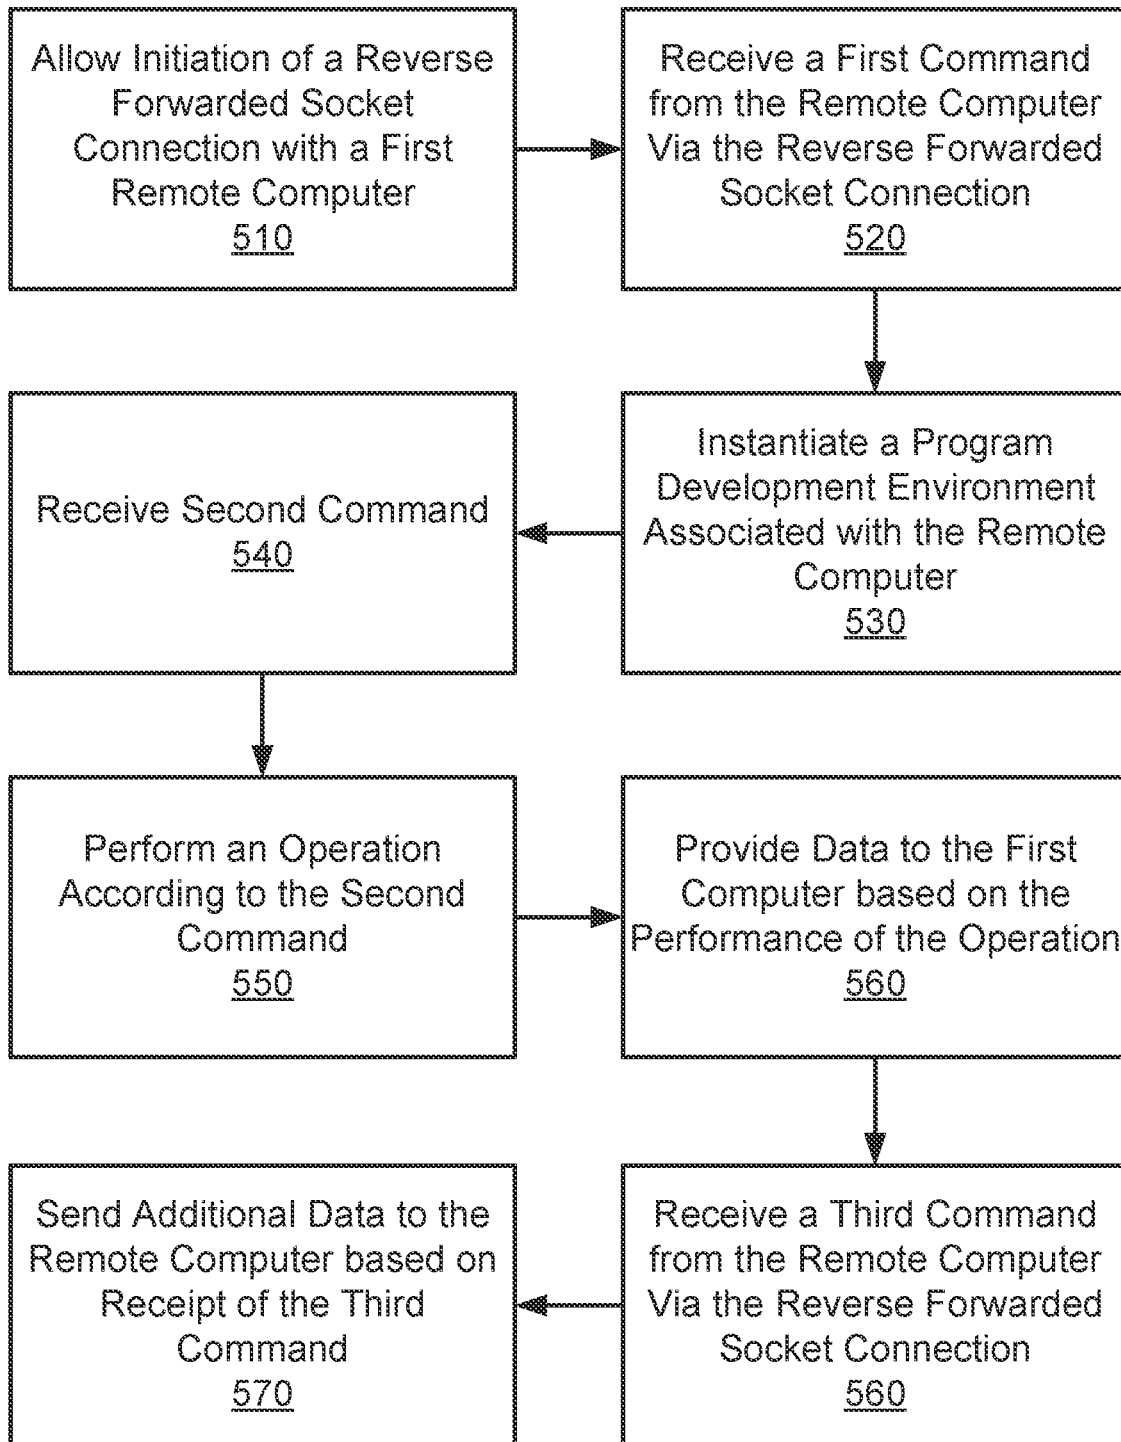 Allow Initiation of a Reverse
Forwarded Socket
Connection with a First
Remote Computer
510
Receive a First Command
from the Remote Computer
Via the Reverse Forwarded
Socket Connection
520
Instantiate a Program
Development Environment
Associated with the Remote
Computer
530
Receive Second Command
540
Perform an Operation
According to the Second
Command
550
Provide Data to the First
Computer based on the
Performance of the Operation
560
Receive a Third Command
from the Remote Computer
Via the Reverse Forwarded
Socket Connection
560
Send Additional Data to the
Remote Computer based on
Receipt of the Third
Command
570